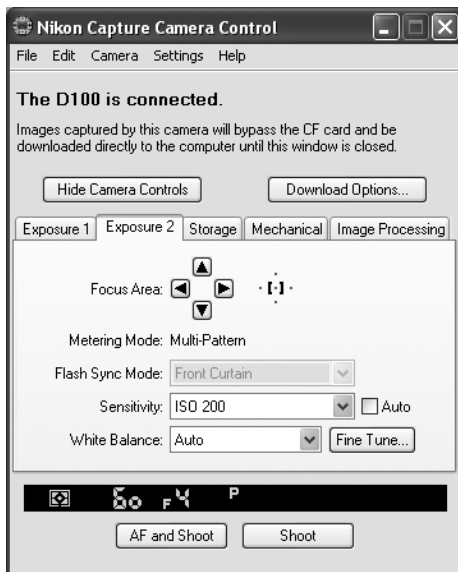 Nikon Capture Camera Control
File Edit Camera Settings Help
The D100 is connected.
Images captured by this camera will bypass the CF card and be
downloaded directly to the computer until this window is closed.
Hide Camera Controls Download Options...
Exposure 1 Exposure 2 Storage Mechanical Image Processing
Focus Area:
Metering Mode: Multi-Pattern
Flash Sync Mode: Front Curtain
Sensitivity: ISO 200 Auto
White Balance: Auto Fine Tune...
60 F4 P
AF and Shoot Shoot